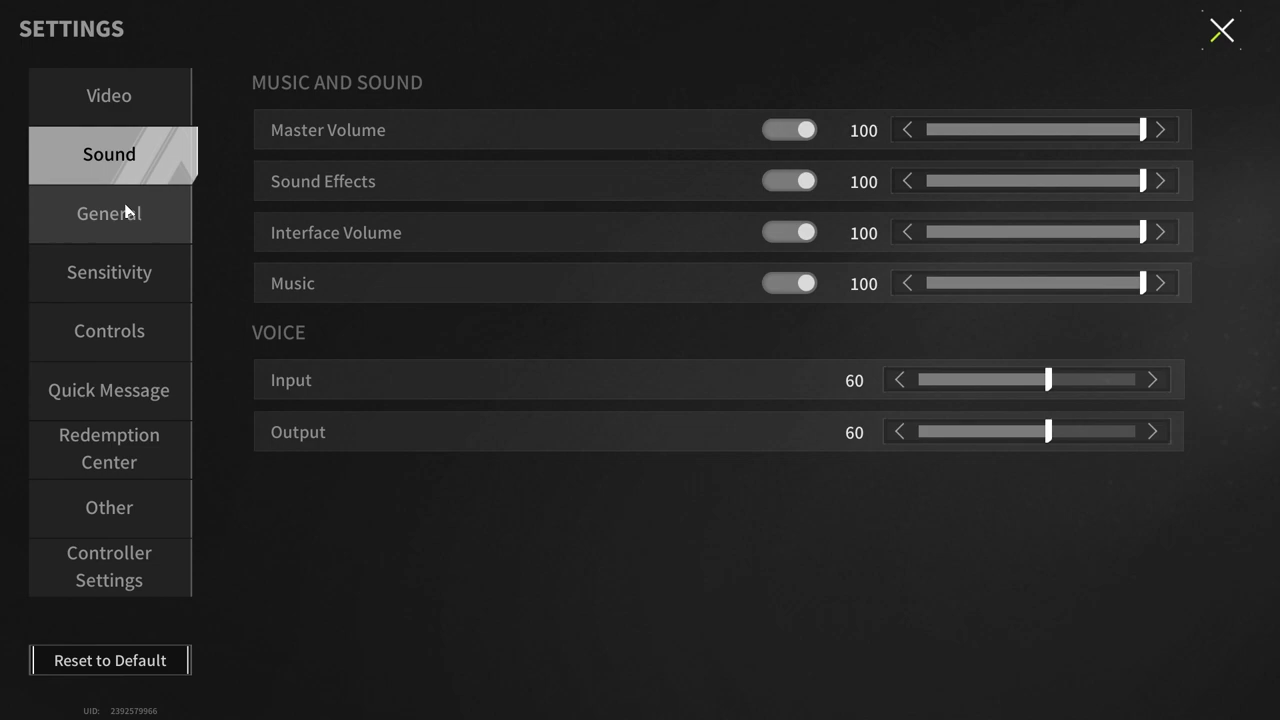 SETTINGS
Video
Sound
General
Sensitivity
Controls
Quick Message
Redemption
Center
Other
Controller
Settings
Reset to Default
UID: 2392579966
MUSIC AND SOUND
Master Volume 100
Sound Effects 100
Interface Volume 100
Music 100
VOICE
Input 60
Output 60